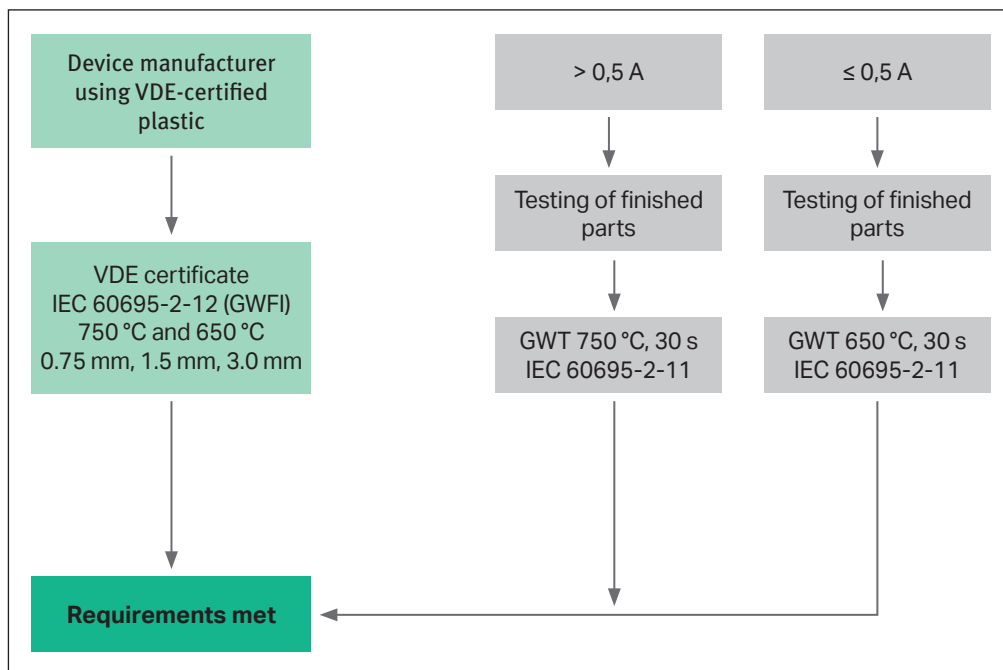 Device manufacturer
using VDE-certified
plastic
VDE certificate
IEC 60695-2-12 (GWFI)
750 °C and 650 °C
0.75 mm, 1.5 mm, 3.0 mm
> 0,5 A
Testing of finished
parts
GWT 750 °C, 30 s
IEC 60695-2-11
≤ 0,5 A
Testing of finished
parts
GWT 650 °C, 30 s
IEC 60695-2-11
Requirements met